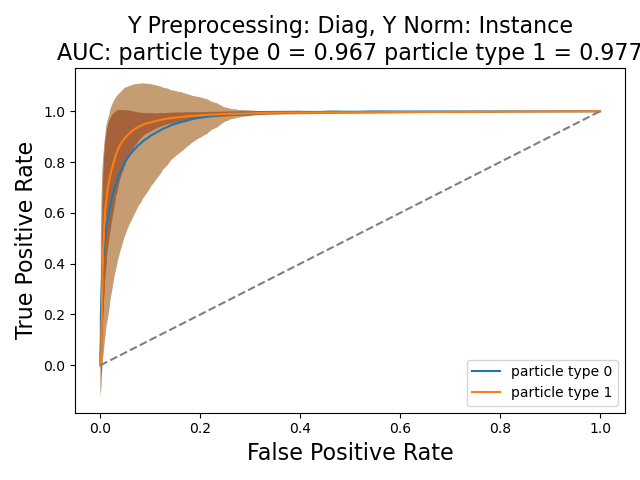 Y Preprocessing: Diag, Y Norm: Instance
AUC: particle type 0 = 0.967 particle type 1 = 0.977
True Positive Rate
1.0
0.8
0.6
0.4
0.2
0.0
particle type 0
particle type 1
0.0 0.2 0.4 0.6 0.8 1.0
False Positive Rate